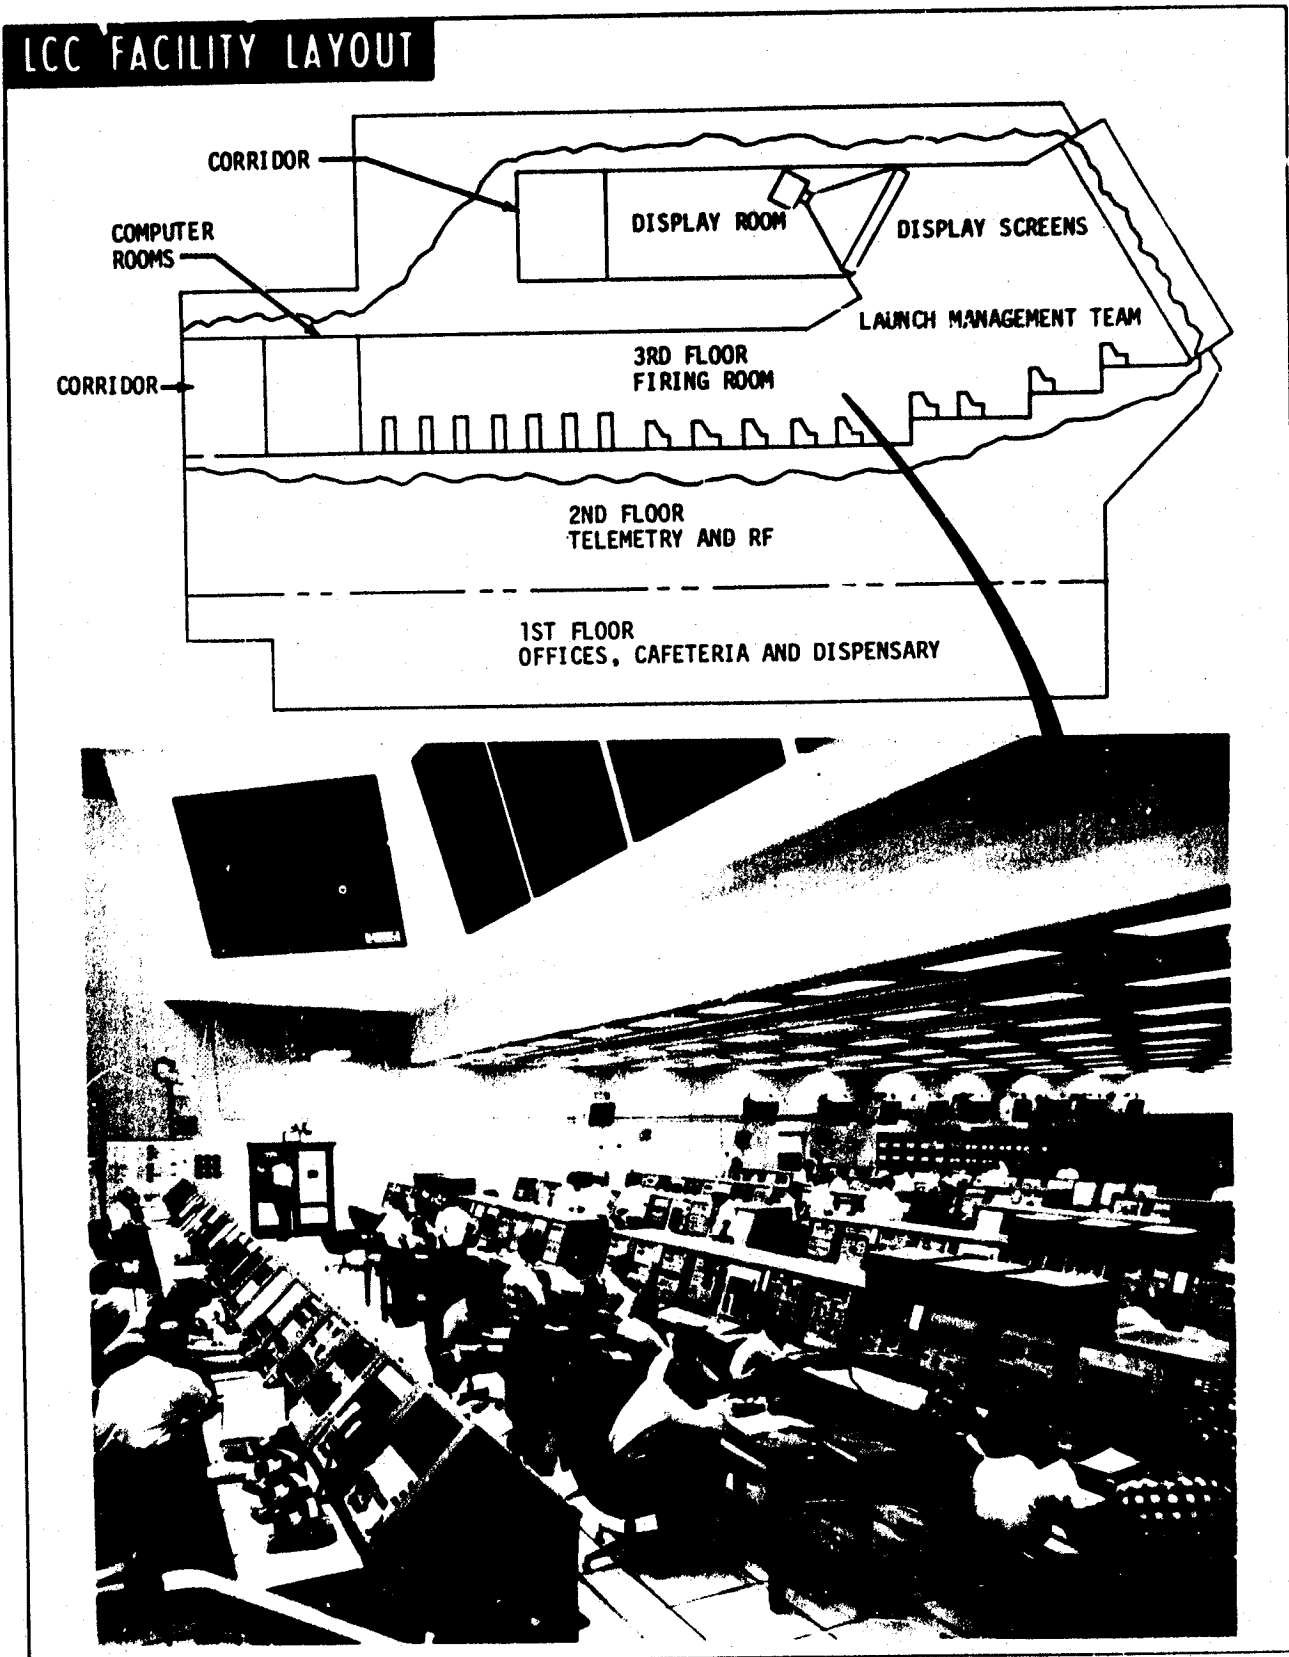 LCC FACILITY LAYOUT
CORRIDOR
COMPUTER
ROOMS
DISPLAY ROOM
DISPLAY SCREENS
LAUNCH MANAGEMENT TEAM
3RD FLOOR
FIRING ROOM
CORRIDOR
2ND FLOOR
TELEMETRY AND RF
1ST FLOOR
OFFICES, CAFETERIA AND DISPENSARY